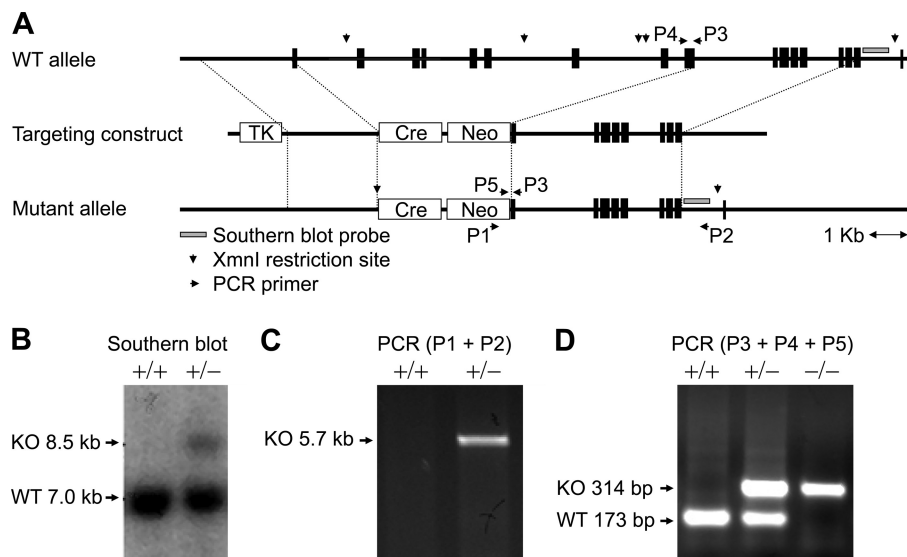 A
P4 P3
WT allele
TK
Cre
Neo
Targeting construct
P5 P3
Cre
Neo
Mutant allele
P1
P2
Southern blot probe
1 Kb
XmnI restriction site
PCR primer
B
Southern blot
+/+ +/−
KO 8.5 kb
WT 7.0 kb
C
PCR (P1 + P2)
+/+ +/−
KO 5.7 kb
D
PCR (P3 + P4 + P5)
+/+ +/− −/−
KO 314 bp
WT 173 bp